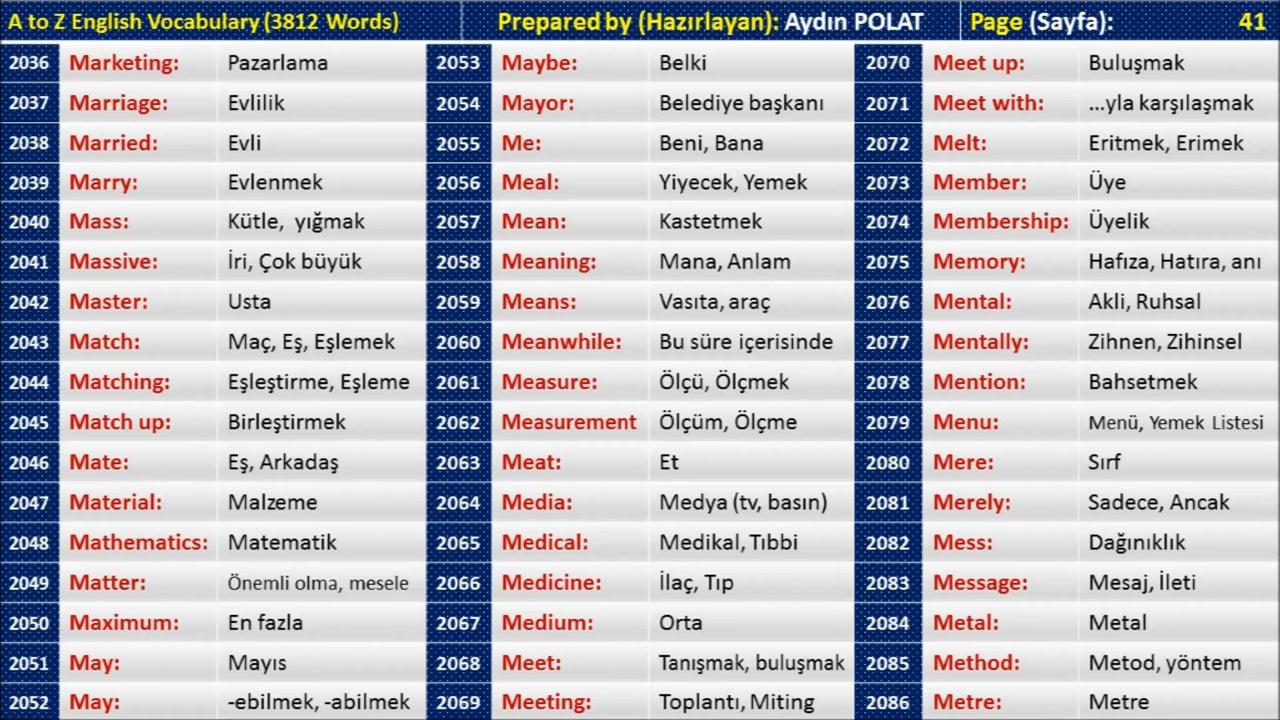 A to Z English Vocabulary (3812 Words) Prepared by (Hazırlayan): Aydın POLAT Page (Sayfa): 41
2036 Marketing: Pazarlama 2053 Maybe: Belki 2070 Meet up: Buluşmak
2037 Marriage: Evlilik 2054 Mayor: Belediye başkanı 2071 Meet with: ...yla karşılaşmak
2038 Married: Evli 2055 Me: Beni, Bana 2072 Melt: Eritmek, Erimek
2039 Marry: Evlenmek 2056 Meal: Yiyecek, Yemek 2073 Member: Üye
2040 Mass: Kütle, yığmak 2057 Mean: Kastetmek 2074 Membership: Üyelik
2041 Massive: İri, Çok büyük 2058 Meaning: Mana, Anlam 2075 Memory: Hafıza, Hatıra, anı
2042 Master: Usta 2059 Means: Vasıta, araç 2076 Mental: Akli, Ruhsal
2043 Match: Maç, Eş, Eşlemek 2060 Meanwhile: Bu süre içerisinde 2077 Mentally: Zihnen, Zihinsel
2044 Matching: Eşleştirme, Eşleme 2061 Measure: Ölçü, Ölçmek 2078 Mention: Bahsetmek
2045 Match up: Birleştirmek 2062 Measurement Ölçüm, Ölçme 2079 Menu: Menü, Yemek Listesi
2046 Mate: Eş, Arkadaş 2063 Meat: Et 2080 Mere: Sırf
2047 Material: Malzeme 2064 Media: Medya (tv, basın) 2081 Merely: Sadece, Ancak
2048 Mathematics: Matematik 2065 Medical: Medikal, Tıbbi 2082 Mess: Dağınıklık
2049 Matter: Önemli olma, mesele 2066 Medicine: İlaç, Tıp 2083 Message: Mesaj, İleti
2050 Maximum: En fazla 2067 Medium: Orta 2084 Metal: Metal
2051 May: Mayıs 2068 Meet: Tanışmak, buluşmak 2085 Method: Metod, yöntem
2052 May: -ebilmek, -abilmek 2069 Meeting: Toplantı, Miting 2086 Metre: Metre